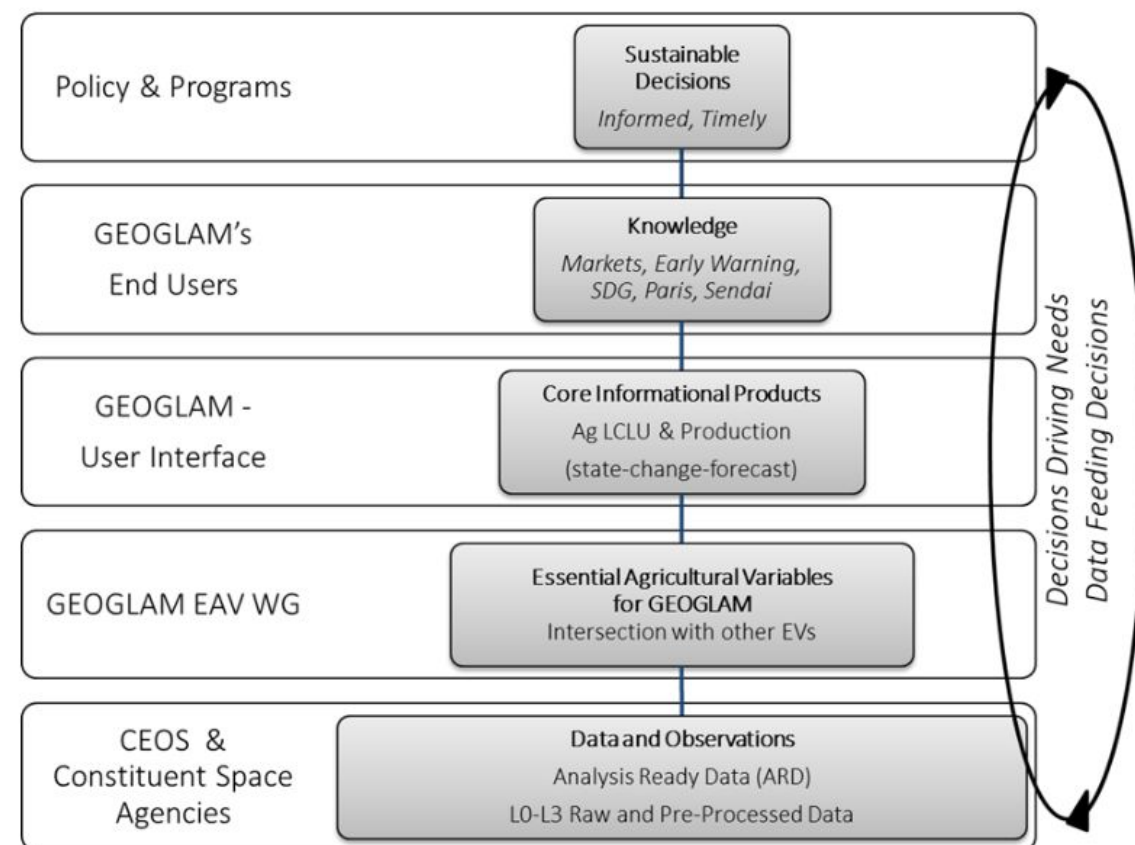 Policy & Programs
Sustainable
Decisions
Informed, Timely
GEOGLAM's
End Users
Knowledge
Markets, Early Warning,
SDG, Paris, Sendai
GEOGLAM -
User Interface
Core Informational Products
Ag LCLU & Production
(state-change-forecast)
GEOGLAM EAV WG
Essential Agricultural Variables
for GEOGLAM
Intersection with other EVs
CEOS &
Constituent Space
Agencies
Data and Observations
Analysis Ready Data (ARD)
L0-L3 Raw and Pre-Processed Data
Decisions Driving Needs
Data Feeding Decisions